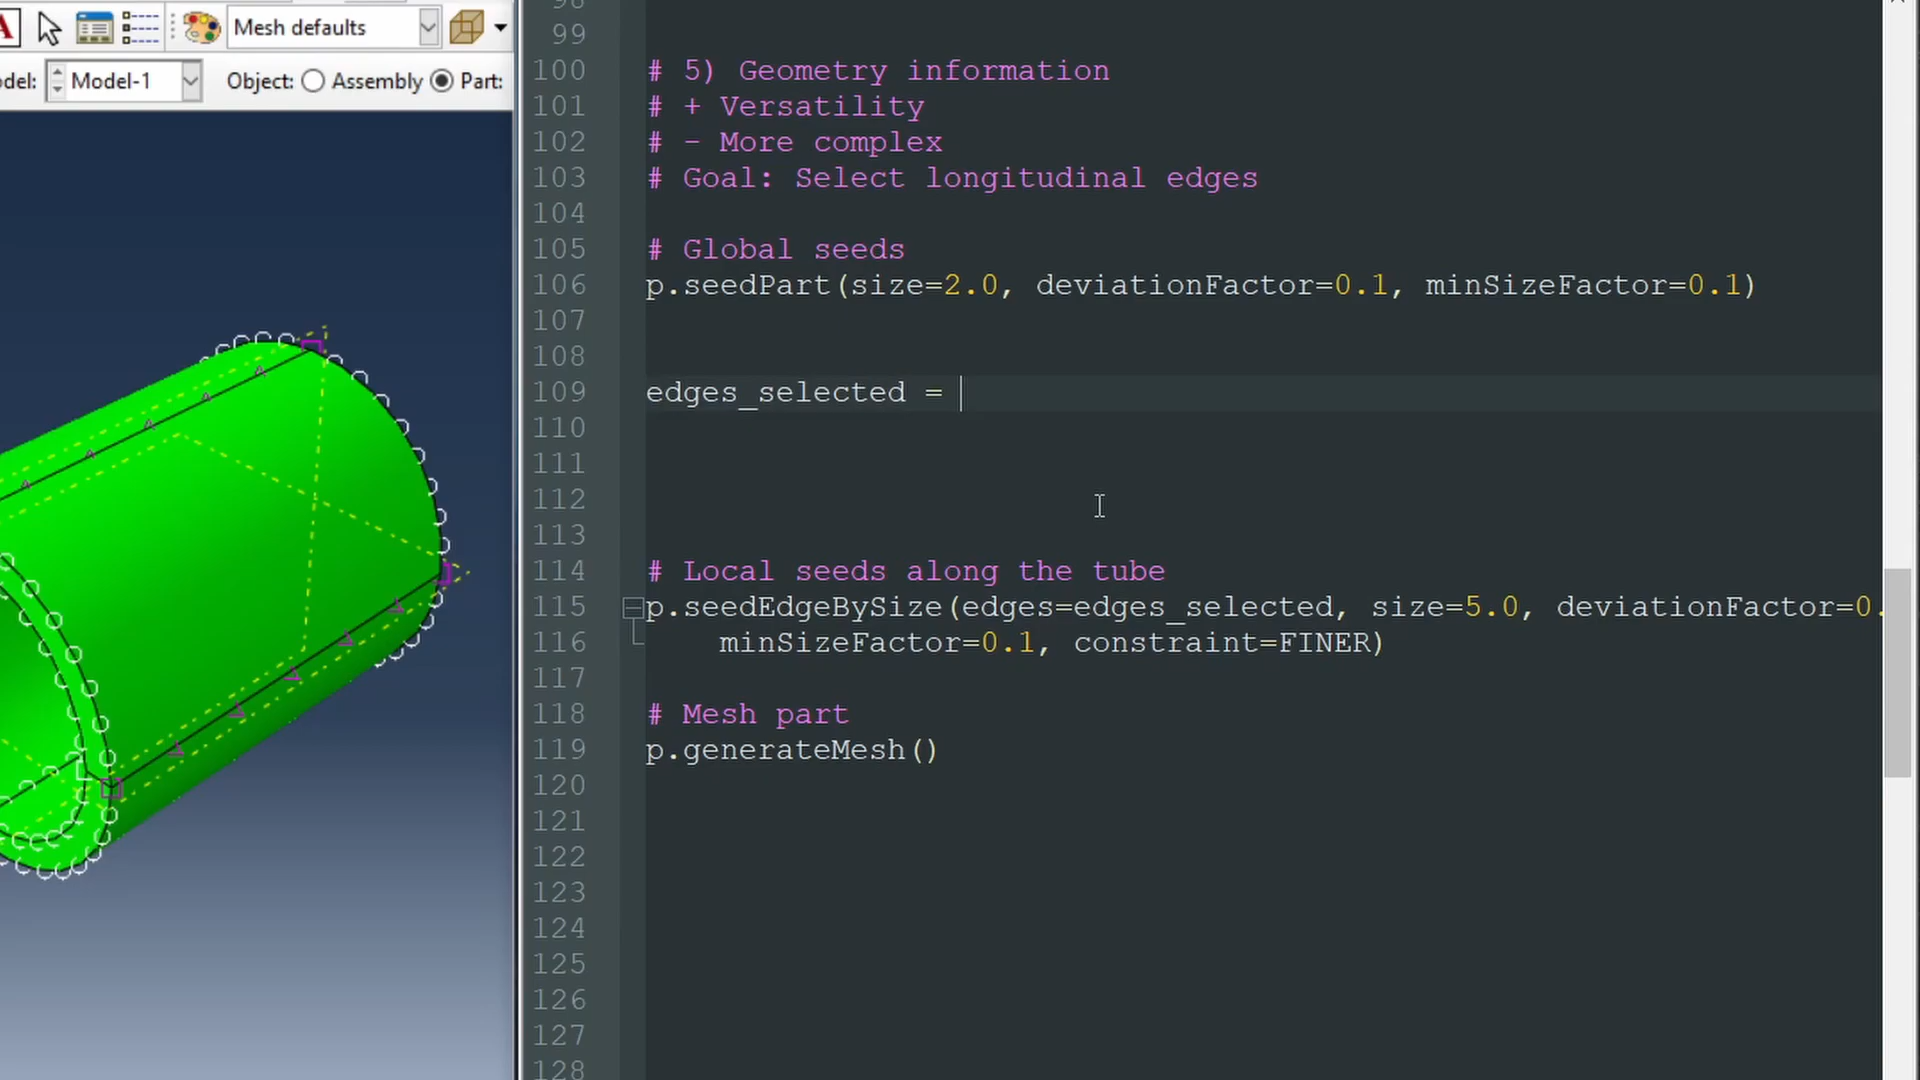 A
Mesh defaults
odel:
Model-1
Object:
Assembly
Part:
98
99
100 # 5) Geometry information
101 # + Versatility
102 # - More complex
103 # Goal: Select longitudinal edges
104
105 # Global seeds
106 p.seedPart(size=2.0, deviationFactor=0.1, minSizeFactor=0.1)
107
108
109 edges_selected =
110
111
112
113
114 # Local seeds along the tube
115 p.seedEdgeBySize(edges=edges_selected, size=5.0, deviationFactor=0.
116 minSizeFactor=0.1, constraint=FINER)
117
118 # Mesh part
119 p.generateMesh()
120
121
122
123
124
125
126
127
128